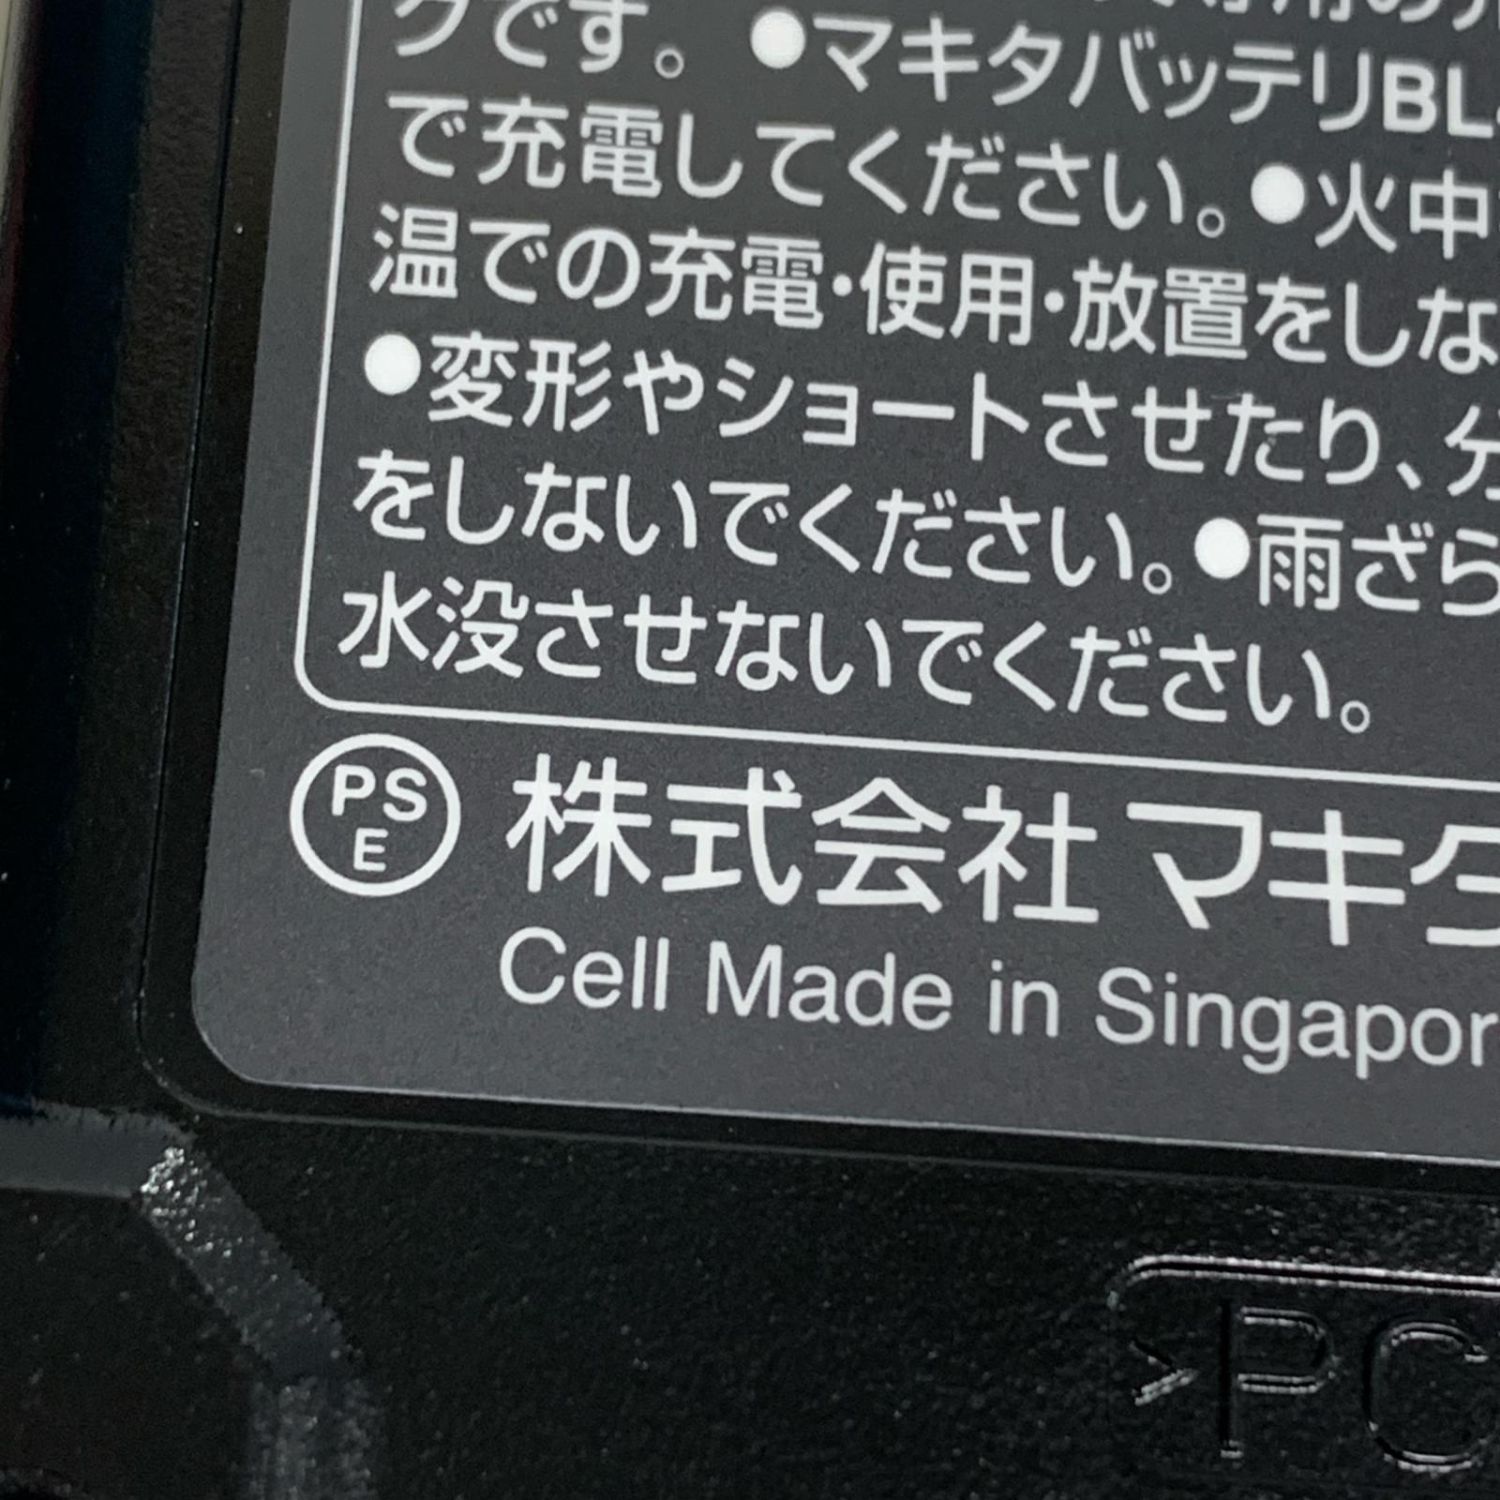 クです。●マキタバッテリBL
で充電してください。●火中
温での充電・使用・放置をしな
●変形やショートさせたり、分
をしないでください。●雨ざら
水没させないでください。
PS
E
株式会社マキタ
Cell Made in Singapor
>PC